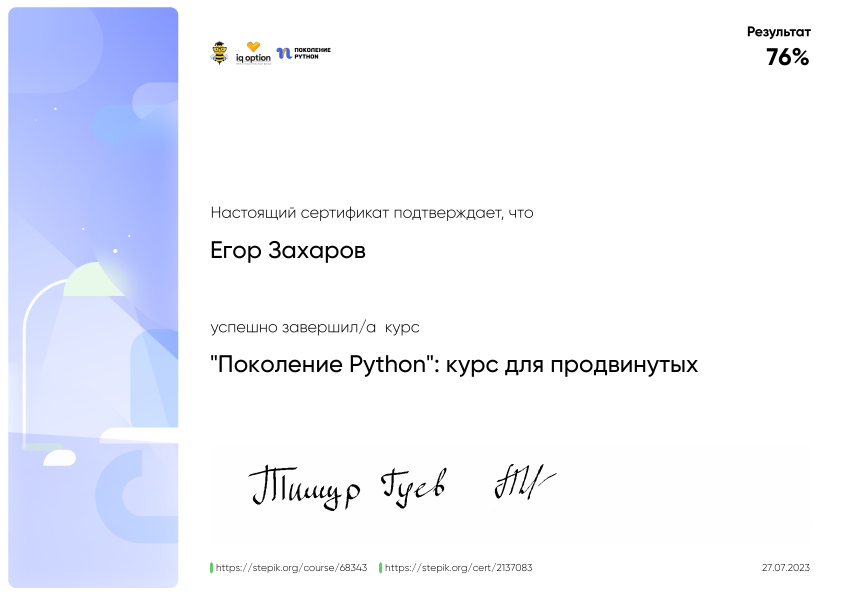 iq option
ПОКОЛЕНИЕ
PYTHON
Результат
76%
Настоящий сертификат подтверждает, что
Егор Захаров
успешно завершил/а курс
"Поколение Python": курс для продвинутых
Тимур Гуев
https://stepik.org/course/68343
https://stepik.org/cert/2137083
27.07.2023